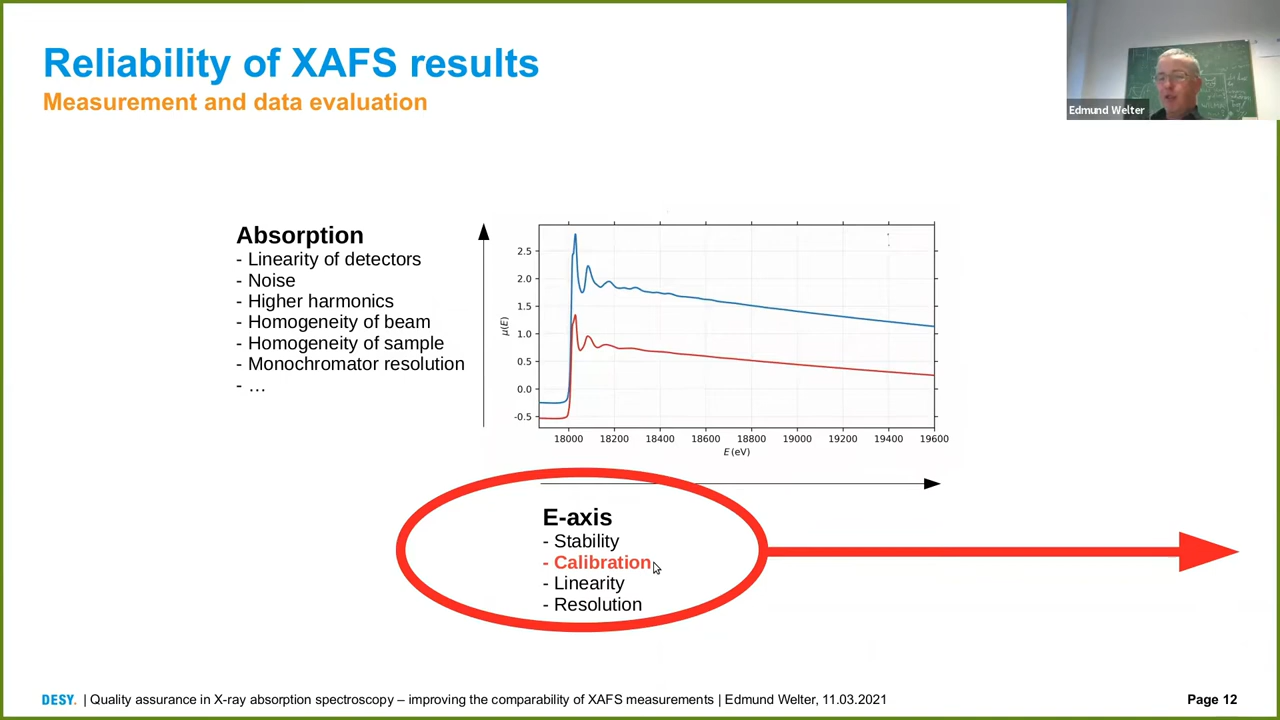 Reliability of XAFS results
Measurement and data evaluation
Edmund Welter
Absorption
- Linearity of detectors
- Noise
- Higher harmonics
- Homogeneity of beam
- Homogeneity of sample
- Monochromator resolution
- …
μ(E)
2.5
2.0
1.5
1.0
0.5
0.0
-0.5
18000 18200 18400 18600 18800 19000 19200 19400 19600
E (eV)
E-axis
- Stability
- Calibration
- Linearity
- Resolution
DESY. | Quality assurance in X-ray absorption spectroscopy – improving the comparability of XAFS measurements | Edmund Welter, 11.03.2021
Page 12